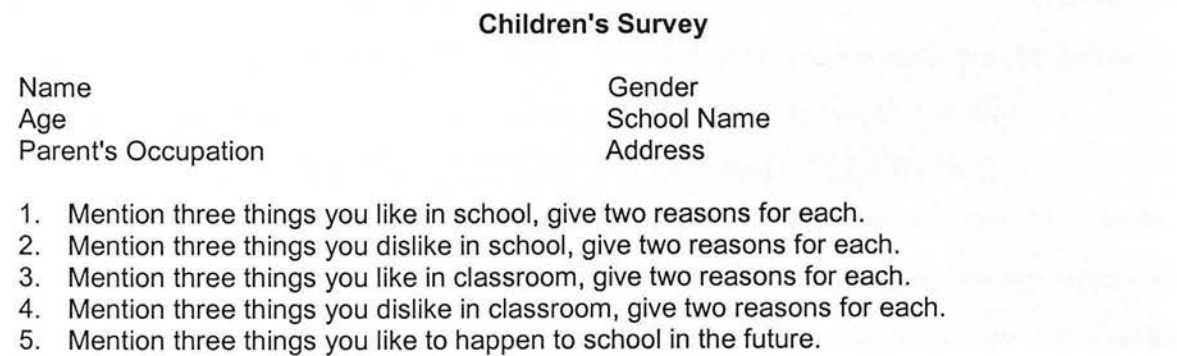 Children's Survey
Name Gender
Age School Name
Parent's Occupation Address
1. Mention three things you like in school, give two reasons for each.
2. Mention three things you dislike in school, give two reasons for each.
3. Mention three things you like in classroom, give two reasons for each.
4. Mention three things you dislike in classroom, give two reasons for each.
5. Mention three things you like to happen to school in the future.